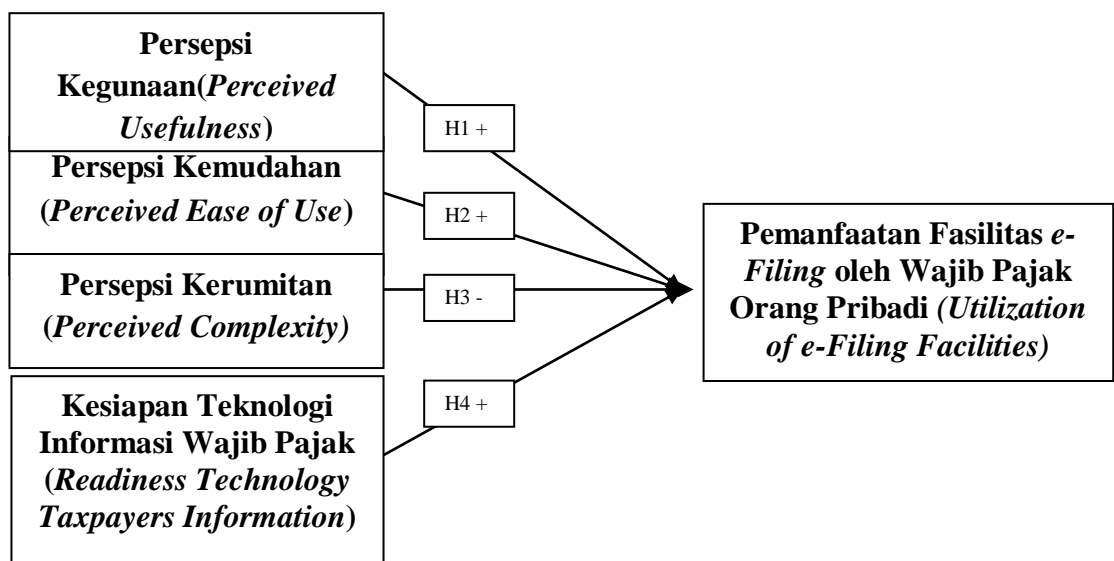 Persepsi
Kegunaan(Perceived
Usefulness)
H1 +
Persepsi Kemudahan
(Perceived Ease of Use)
H2 +
Persepsi Kerumitan
(Perceived Complexity)
H3 -
Kesiapan Teknologi
Informasi Wajib Pajak
(Readiness Technology
Taxpayers Information)
H4 +
Pemanfaatan Fasilitas e-
Filing oleh Wajib Pajak
Orang Pribadi (Utilization
of e-Filing Facilities)